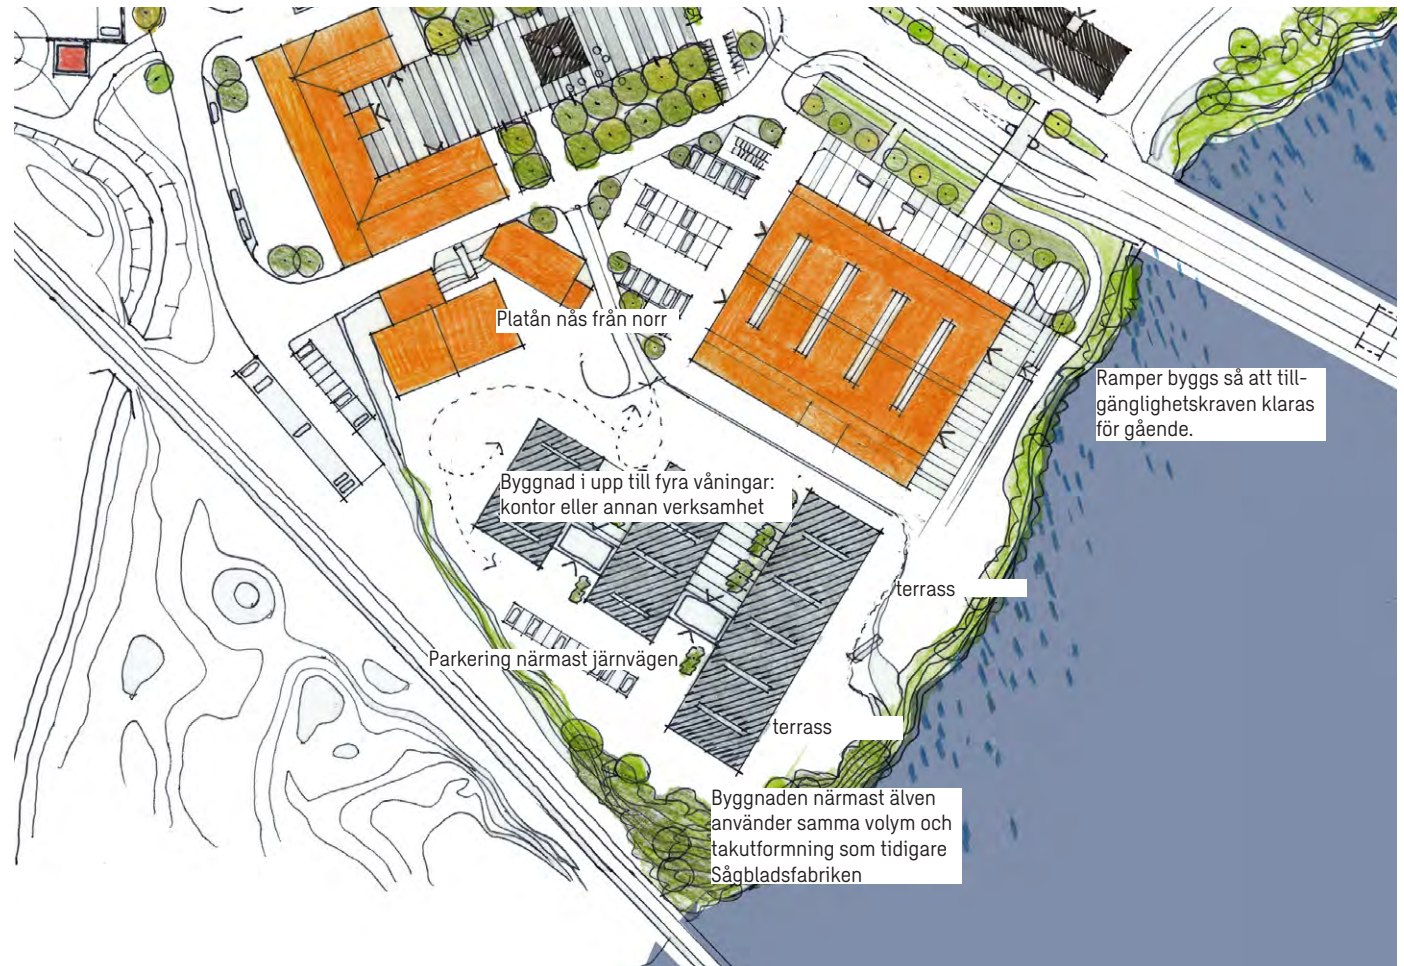 Platån nås från norr
Ramper byggs så att till-
gänglighetskraven klaras
för gående.
Byggnad i upp till fyra våningar:
kontor eller annan verksamhet
terrass
Parkering närmast järnvägen
terrass
Byggnaden närmast älven
använder samma volym och
takutformning som tidigare
Sågbladsfabriken